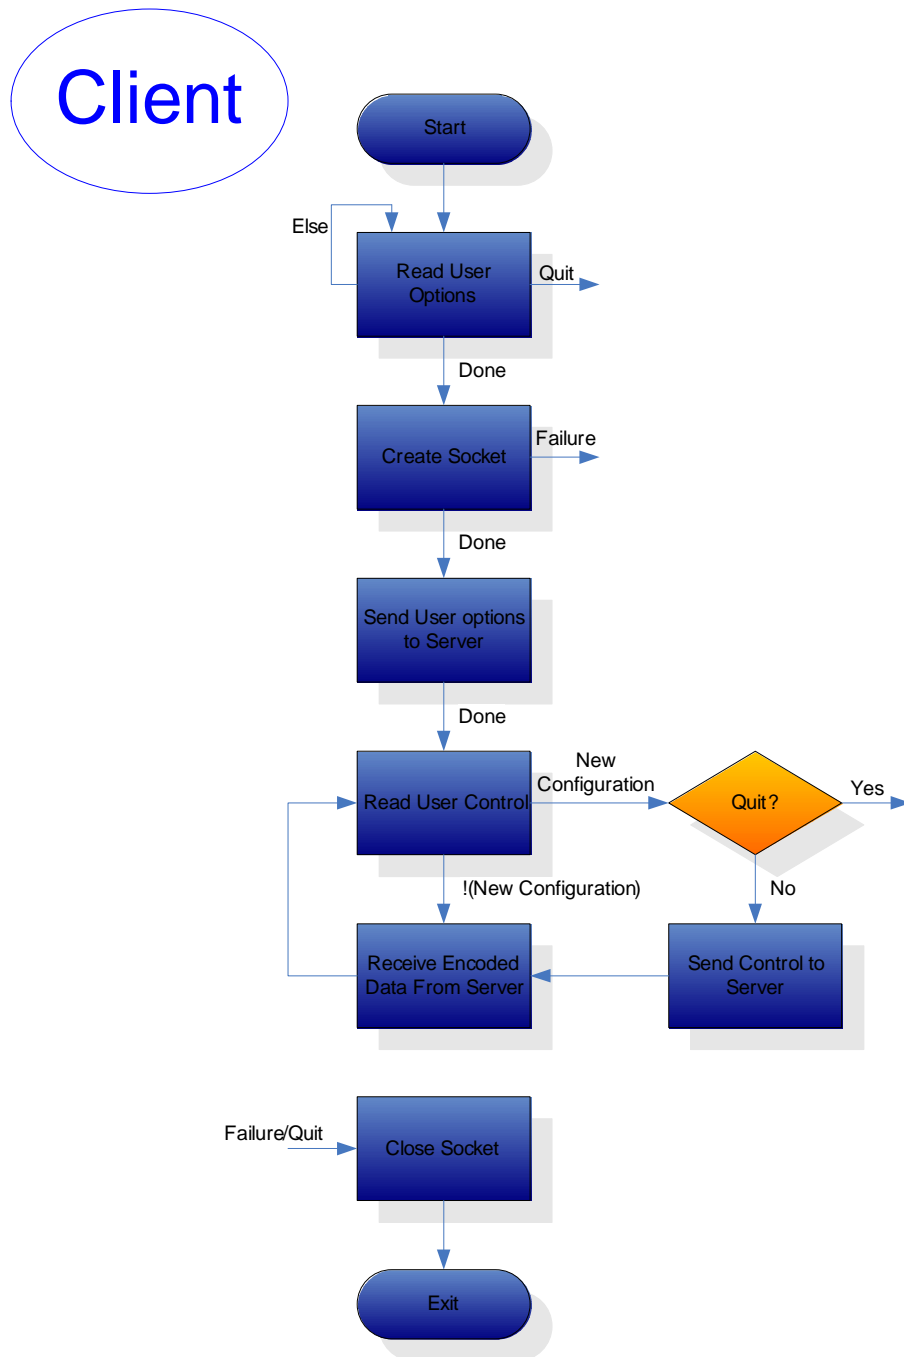 Client
Start
Else
Read User
Options
Quit
Done
Create Socket
Failure
Done
Send User options
to Server
Done
Read User Control
New
Configuration
Quit?
Yes
!(New Configuration)
No
Receive Encoded
Data From Server
Send Control to
Server
Failure/Quit
Close Socket
Exit